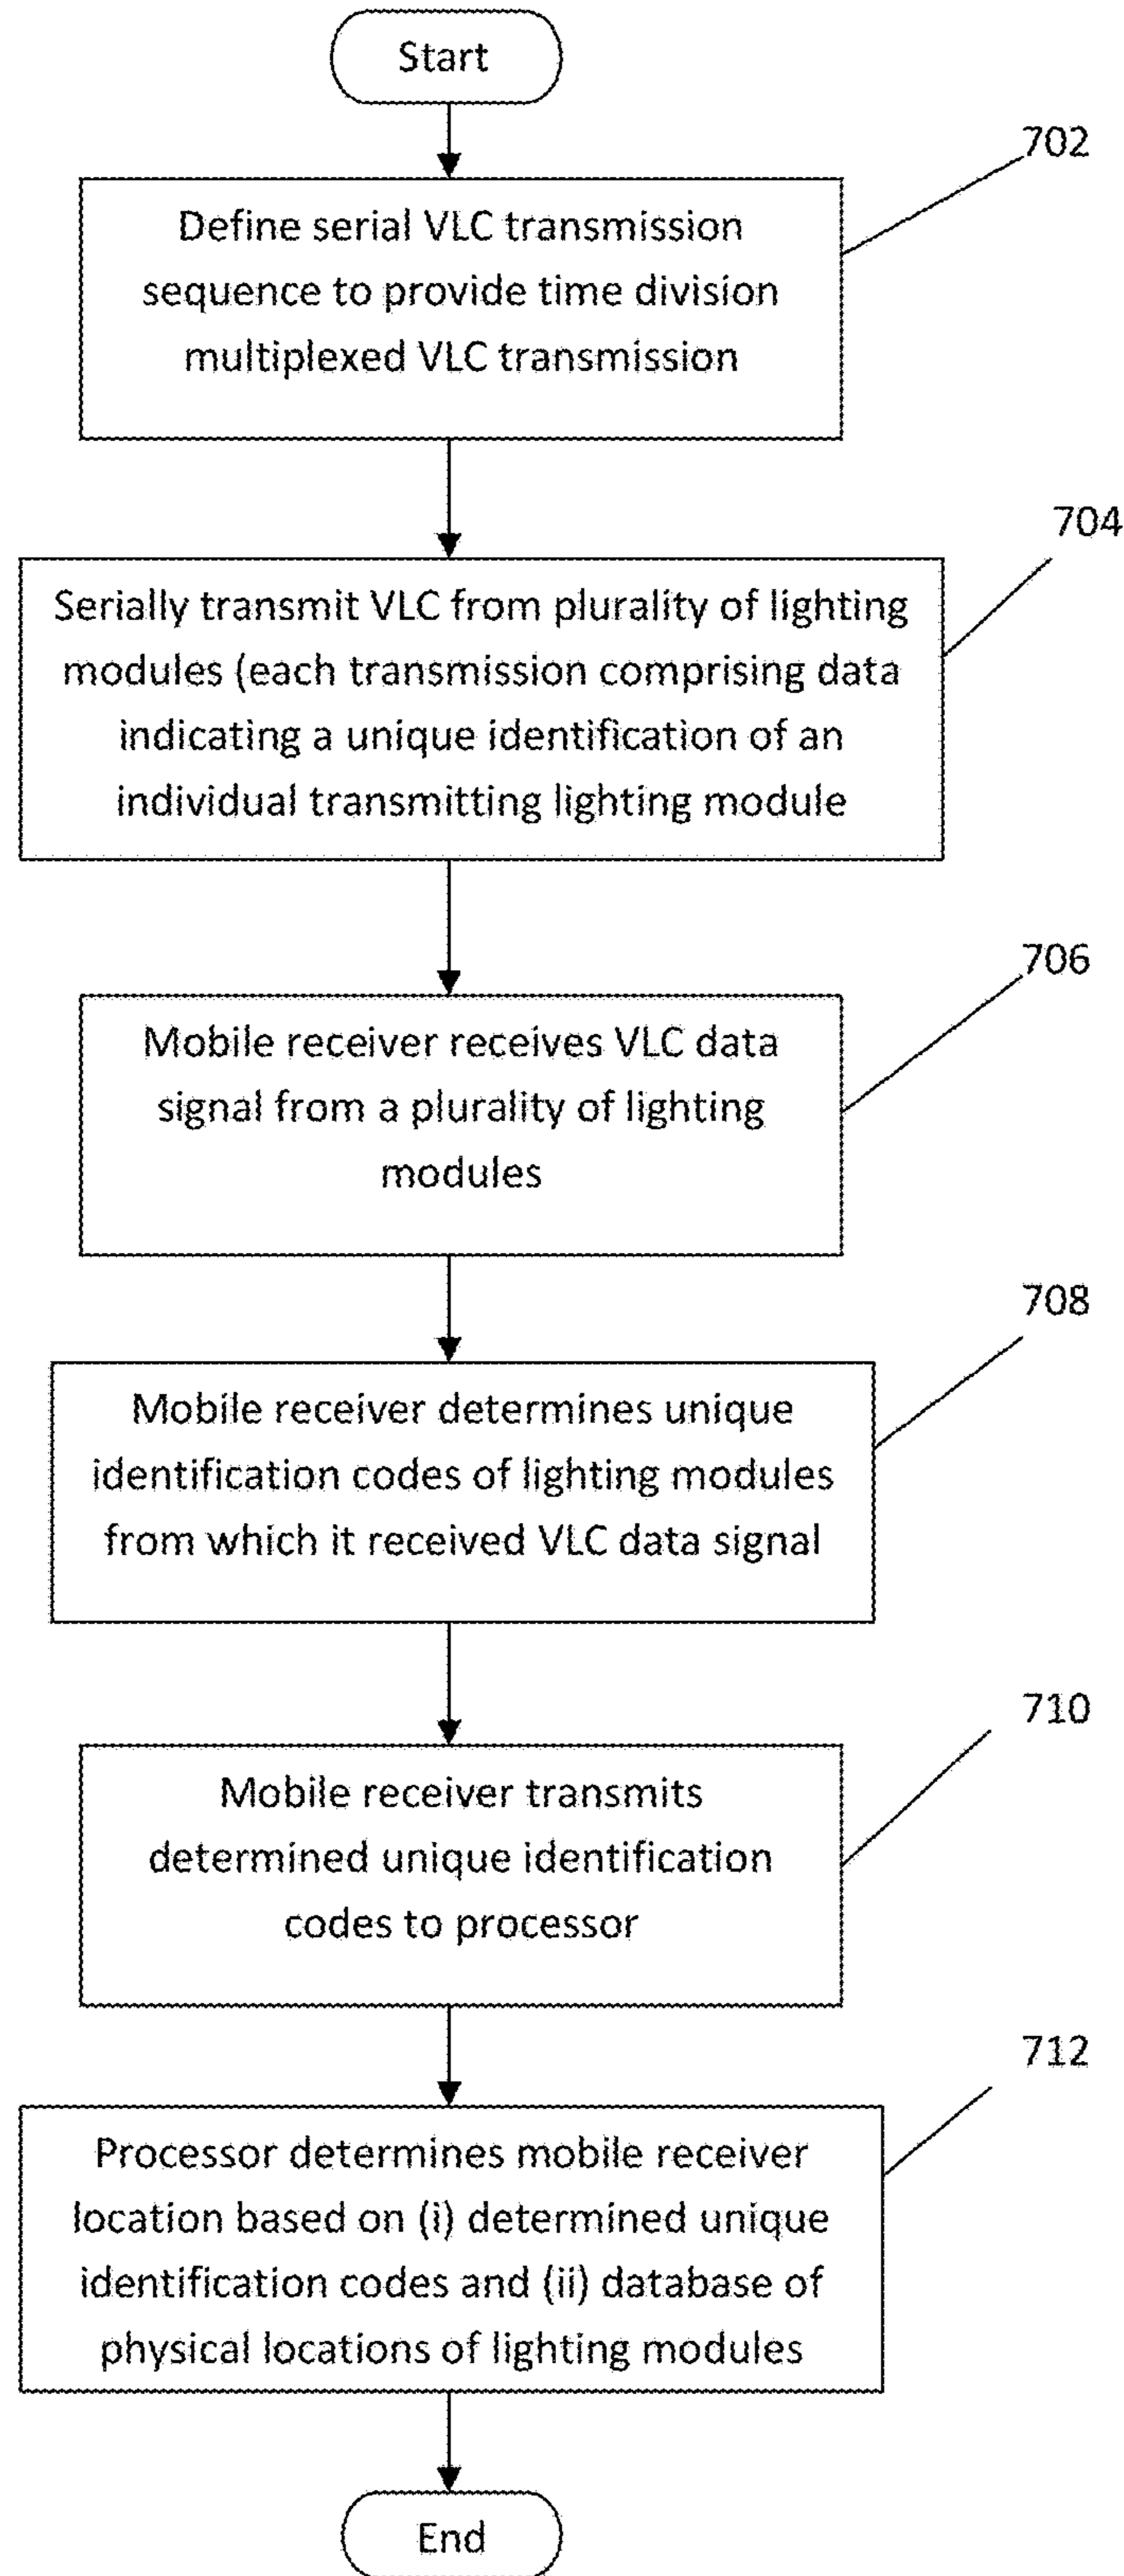 Start
702
Define serial VLC transmission
sequence to provide time division
multiplexed VLC transmission
704
Serially transmit VLC from plurality of lighting
modules (each transmission comprising data
indicating a unique identification of an
individual transmitting lighting module
706
Mobile receiver receives VLC data
signal from a plurality of lighting
modules
708
Mobile receiver determines unique
identification codes of lighting modules
from which it received VLC data signal
710
Mobile receiver transmits
determined unique identification
codes to processor
712
Processor determines mobile receiver
location based on (i) determined unique
identification codes and (ii) database of
physical locations of lighting modules
End